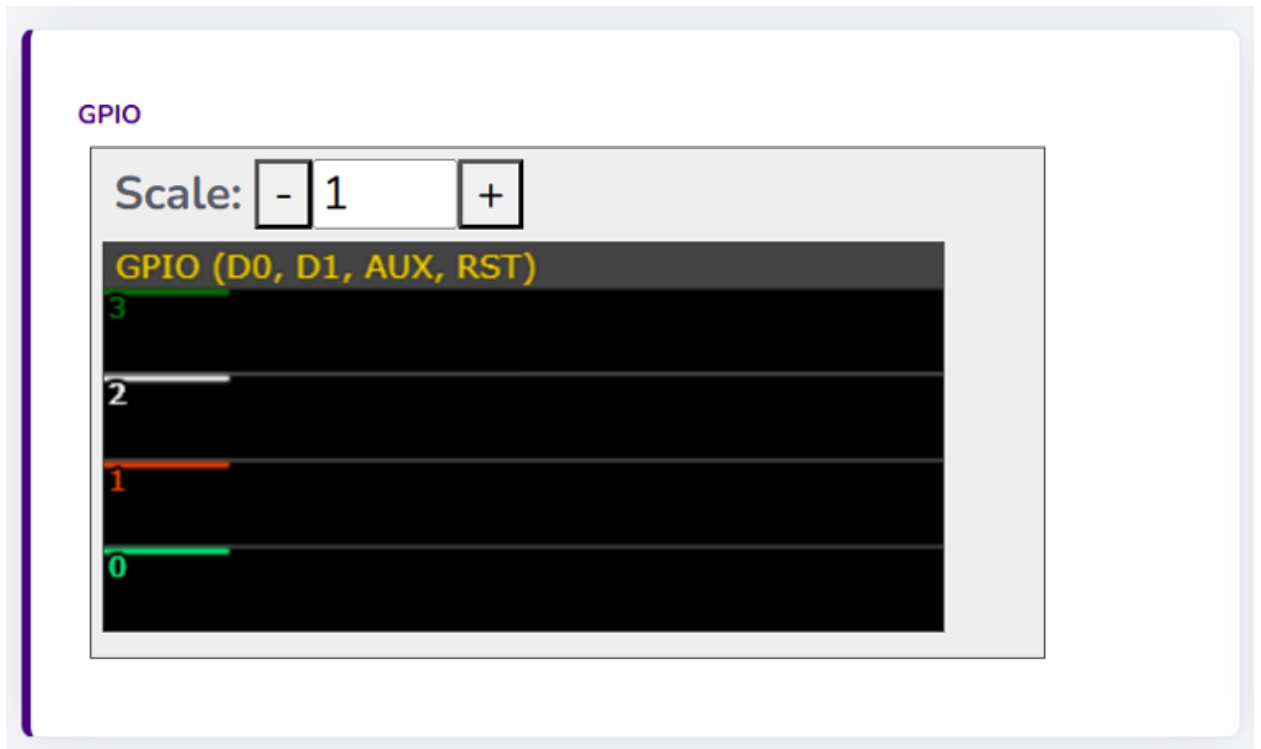 GPIO
Scale: - 1 +
GPIO (D0, D1, AUX, RST)
3
2
1
0